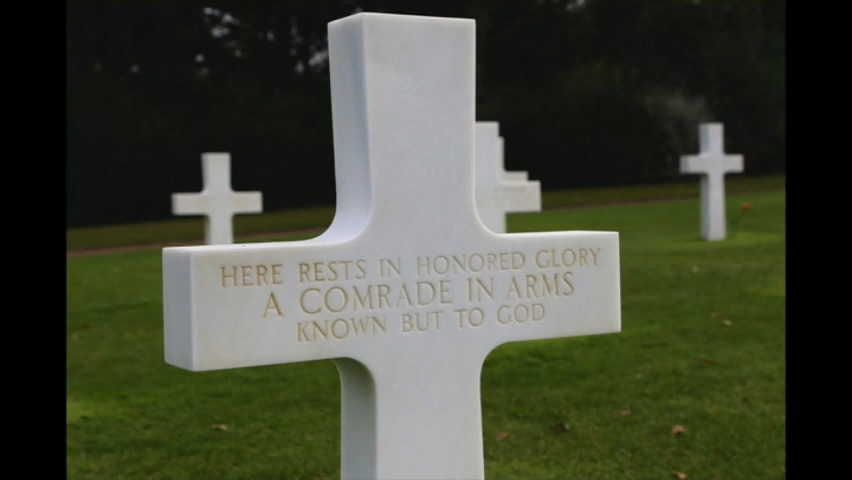 HERE RESTS IN HONORED GLORY
A COMRADE IN ARMS
KNOWN BUT TO GOD